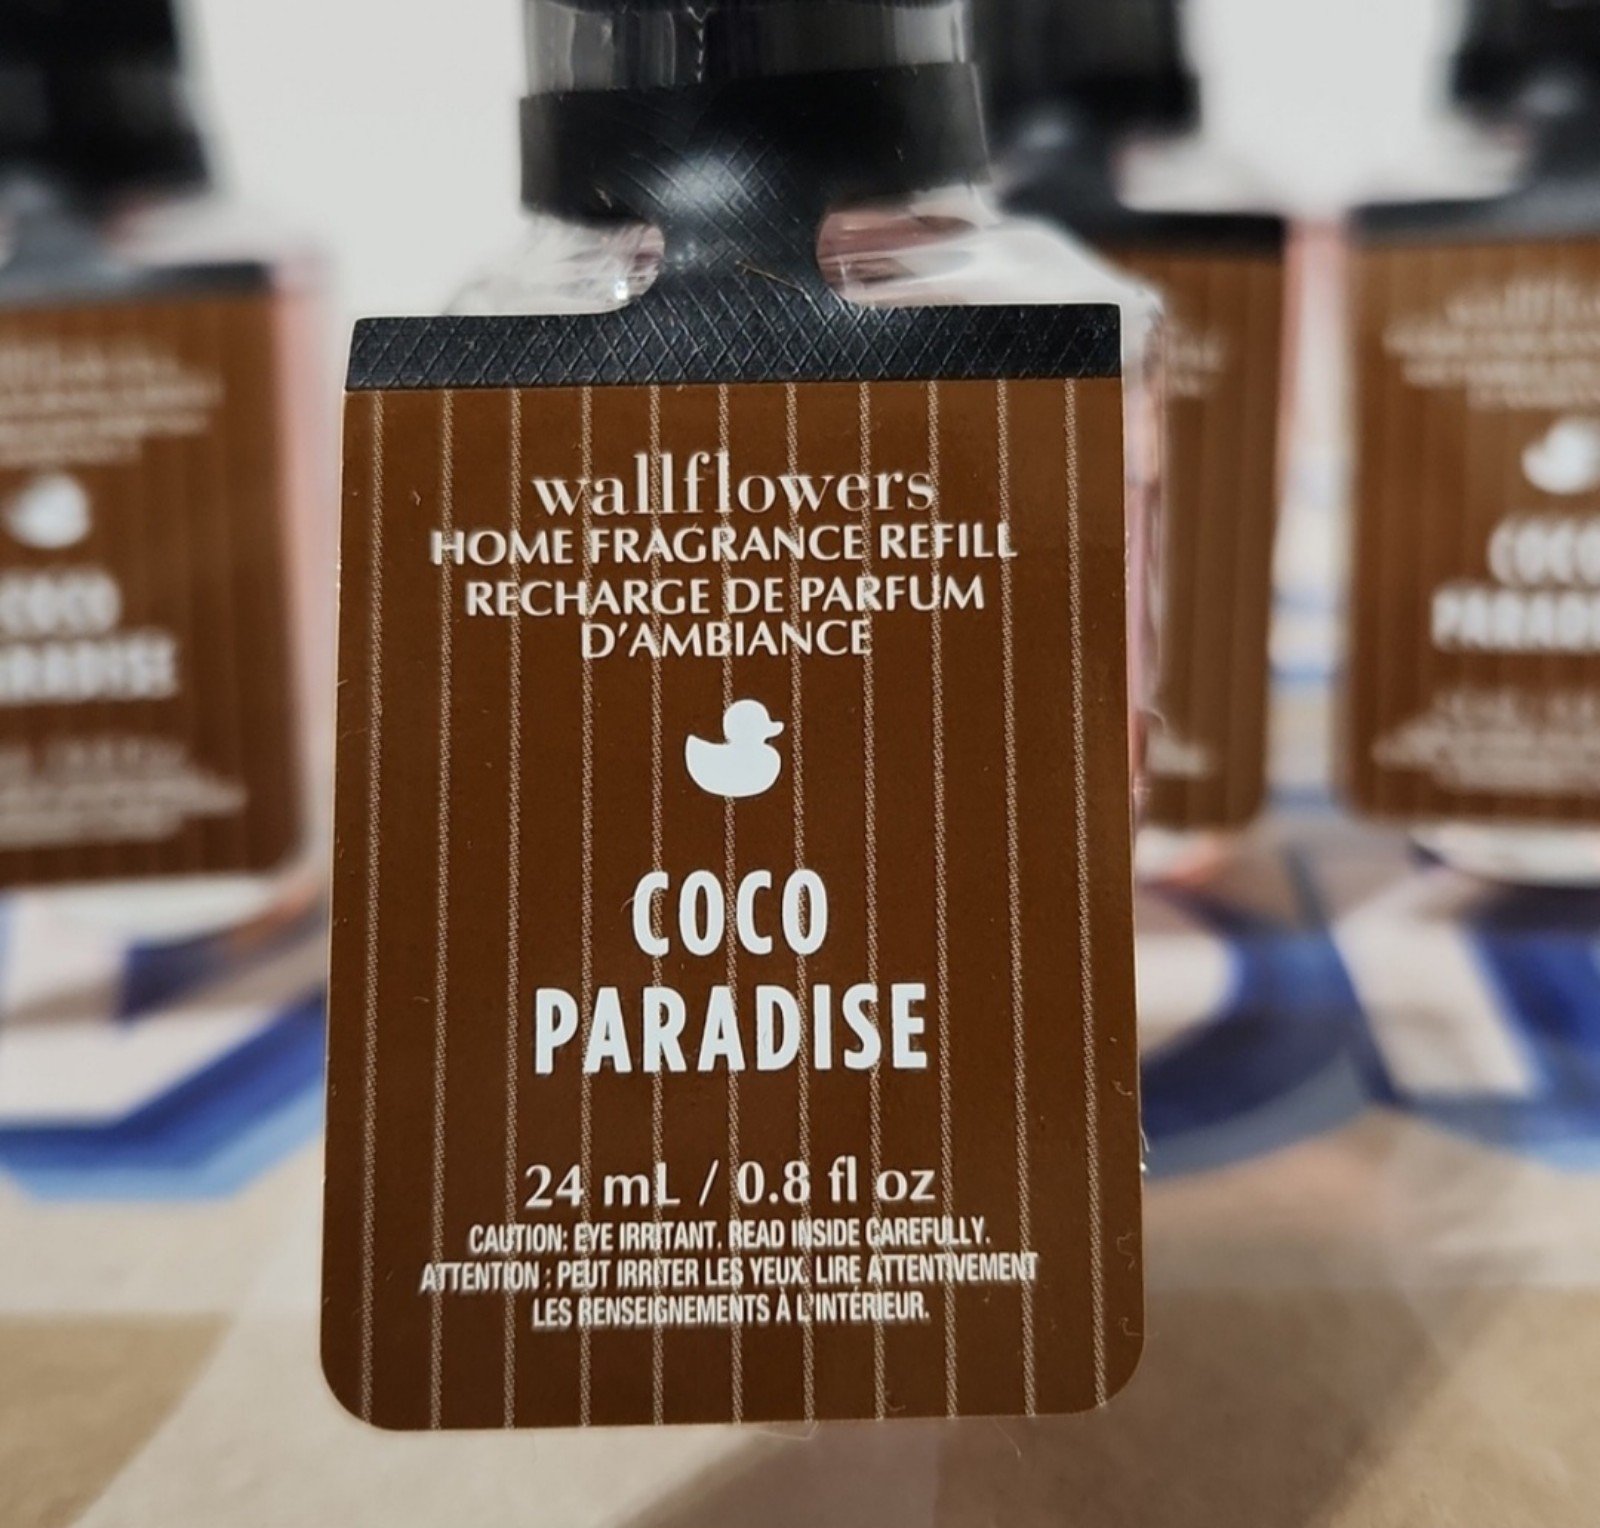 wallflowers
HOME FRAGRANCE REFILL
RECHARGE DE PARFUM
D'AMBIANCE
COCO
PARADISE
24 mL / 0.8 fl oz
CAUTION: EYE IRRITANT. READ INSIDE CAREFULLY.
ATTENTION : PEUT IRRITER LES YEUX. LIRE ATTENTIVEMENT
LES RENSEIGNEMENTS À L'INTÉRIEUR.
COCO